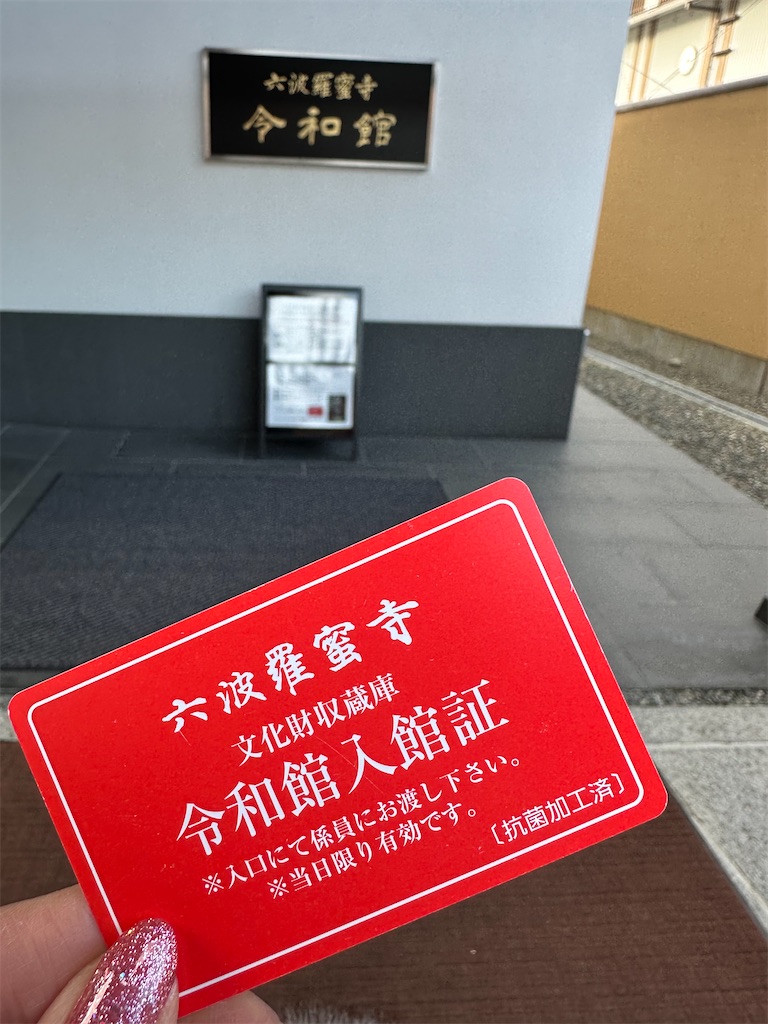 六波羅蜜寺
令和館
六波羅蜜寺
文化財収蔵庫
令和館入館証
※入口にて係員にお渡し下さい。
※当日限り有効です。
［抗菌加工済］